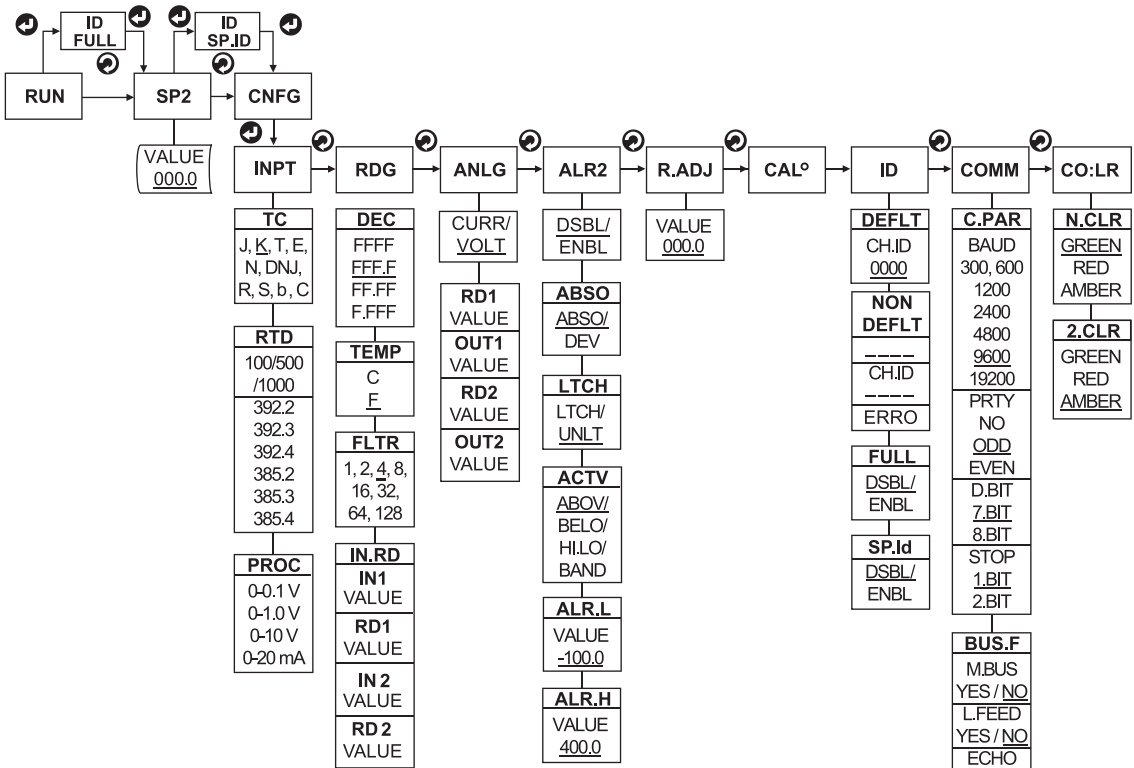 ID
FULL
ID
SP.ID
RUN
SP2
CNFG
VALUE
000.0
INPT
RDG
ANLG
ALR2
R.ADJ
CALº
ID
COMM
CO:LR
TC
J, K, T, E,
N, DNJ,
R, S, b, C
RTD
100/500
/1000
392.2
392.3
392.4
385.2
385.3
385.4
PROC
0-0.1 V
0-1.0 V
0-10 V
0-20 mA
DEC
FFFF
FFF.F
FF.FF
F.FFF
TEMP
C
F
FLTR
1, 2, 4, 8,
16, 32,
64, 128
IN.RD
IN1
VALUE
RD1
VALUE
IN 2
VALUE
RD 2
VALUE
CURR/
VOLT
RD1
VALUE
OUT1
VALUE
RD2
VALUE
OUT2
VALUE
DSBL/
ENBL
ABSO
ABSO/
DEV
LTCH
LTCH/
UNLT
ACTV
ABOV/
BELO/
HI.LO/
BAND
ALR.L
VALUE
-100.0
ALR.H
VALUE
400.0
VALUE
000.0
DEFLT
CH.ID
0000
NON
DEFLT
_ _ _ _
CH.ID
_ _ _ _
ERRO
FULL
DSBL/
ENBL
SP.Id
DSBL/
ENBL
C.PAR
BAUD
300, 600
1200
2400
4800
9600
19200
PRTY
NO
ODD
EVEN
D.BIT
7.BIT
8.BIT
STOP
1.BIT
2.BIT
BUS.F
M.BUS
YES / NO
L.FEED
YES / NO
ECHO
N.CLR
GREEN
RED
AMBER
2.CLR
GREEN
RED
AMBER